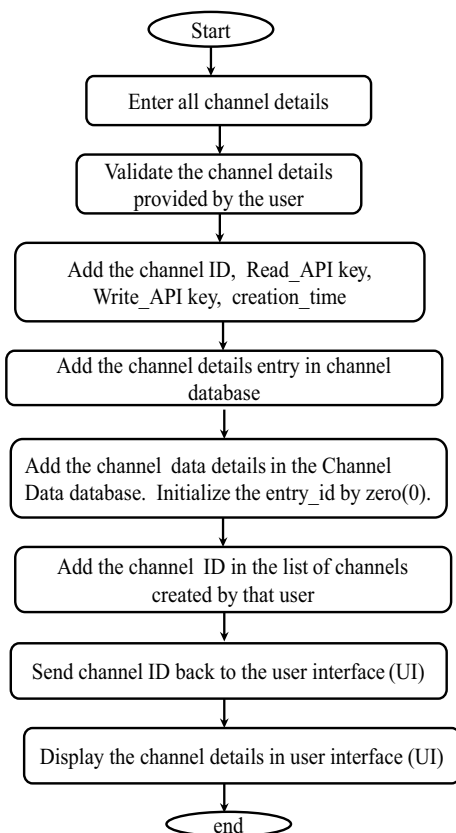 Start
Enter all channel details
Validate the channel details
provided by the user
Add the channel ID, Read_API key,
Write_API key, creation_time
Add the channel details entry in channel
database
Add the channel data details in the Channel
Data database. Initialize the entry_id by zero(0).
Add the channel ID in the list of channels
created by that user
Send channel ID back to the user interface (UI)
Display the channel details in user interface (UI)
end